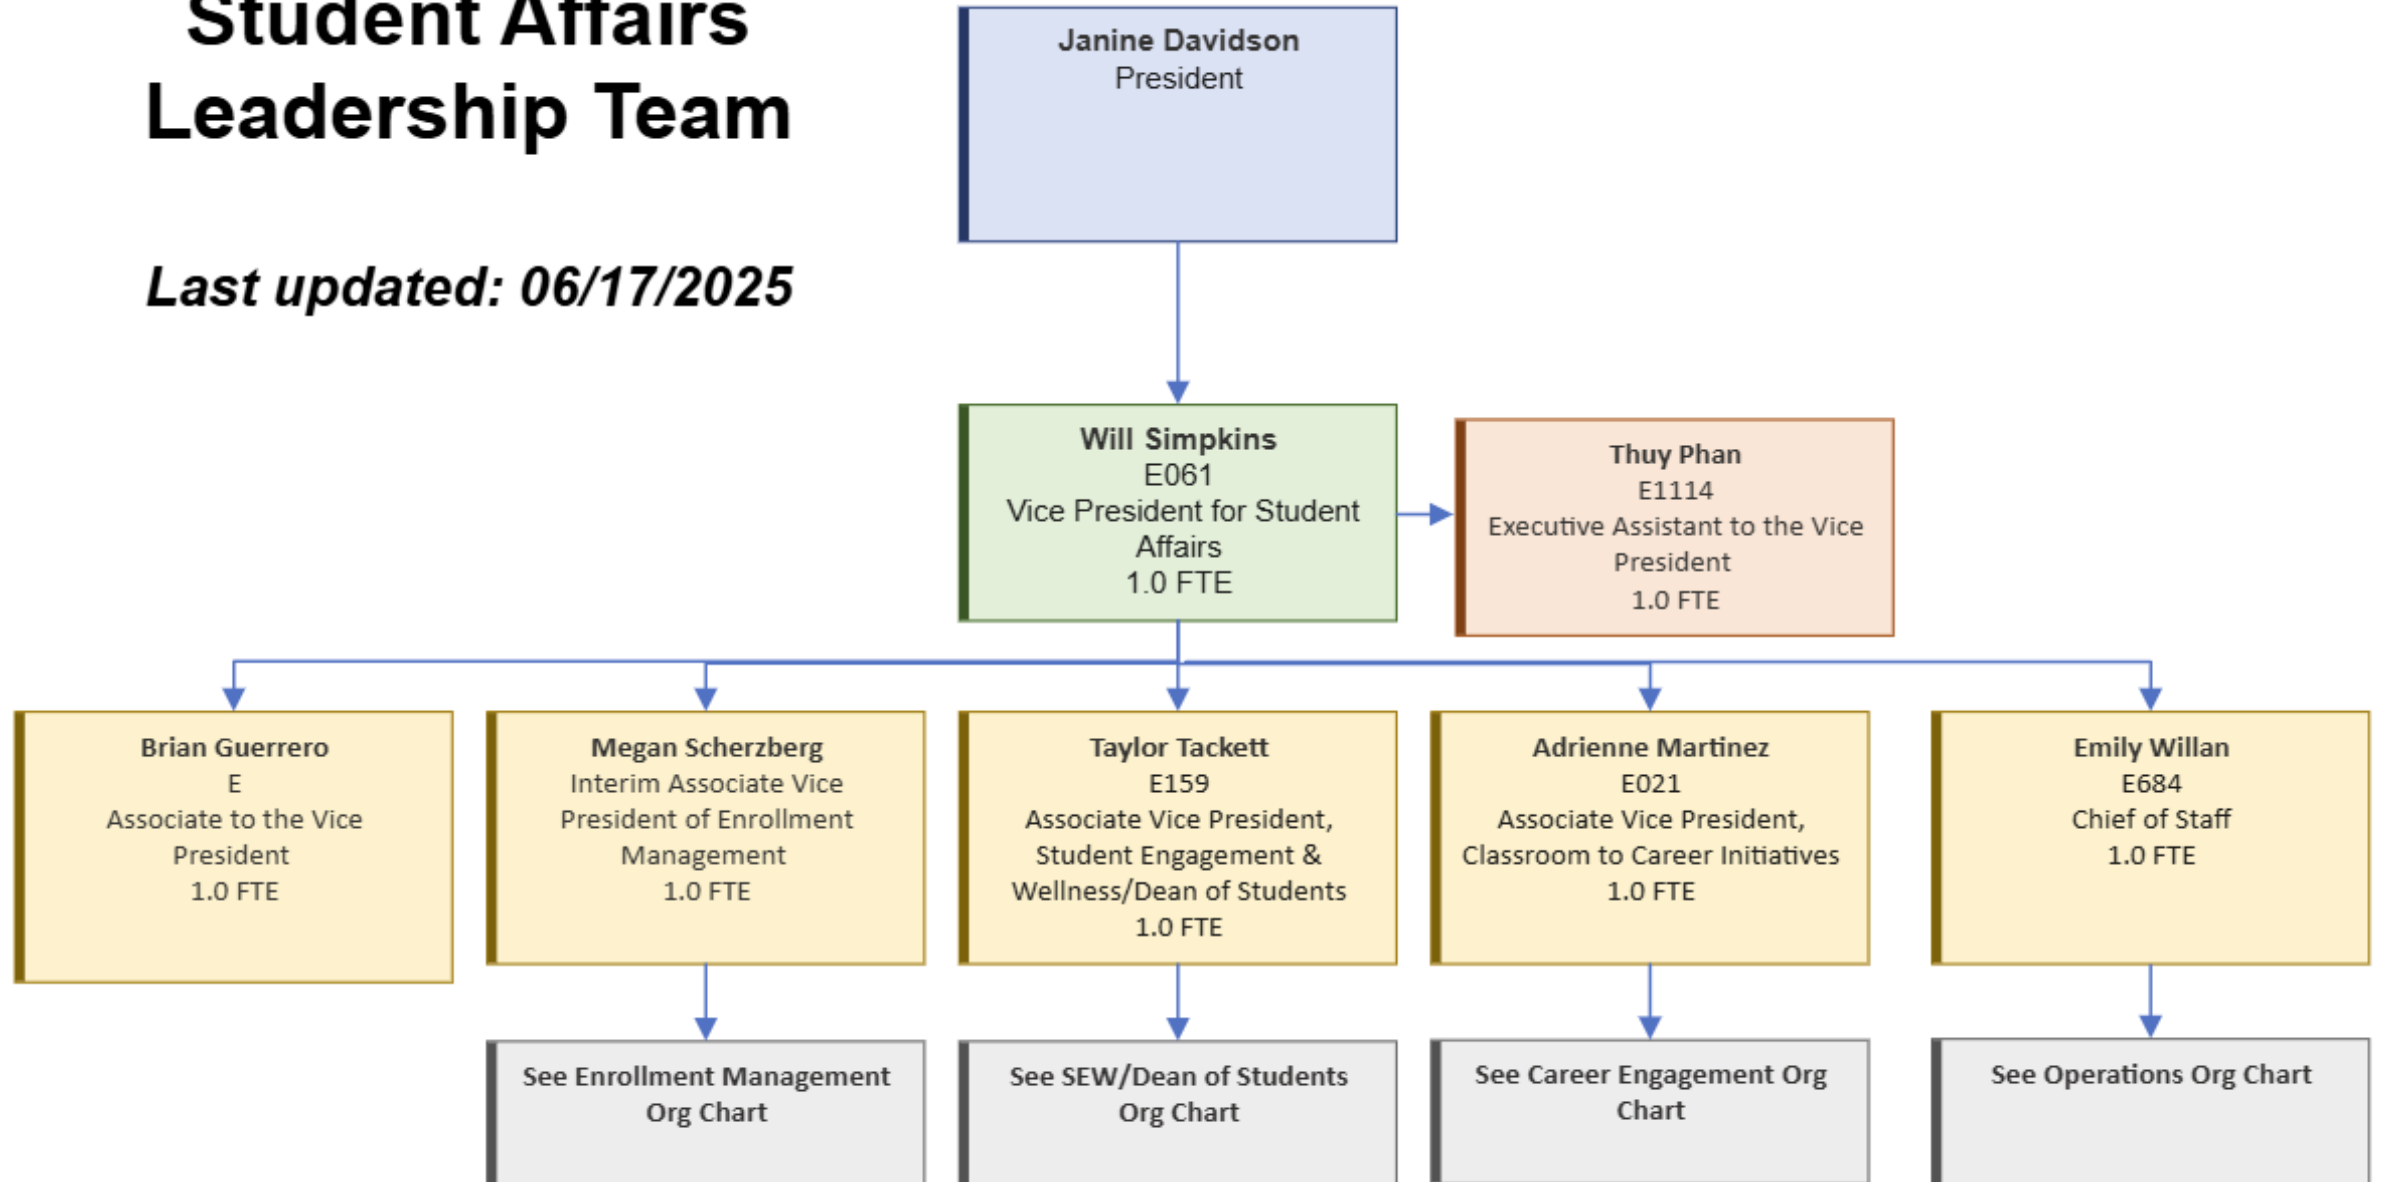 Student Affairs
Leadership Team
Last updated: 06/17/2025
Janine Davidson
President
Will Simpkins
E061
Vice President for Student
Affairs
1.0 FTE
Thuy Phan
E1114
Executive Assistant to the Vice
President
1.0 FTE
Brian Guerrero
E
Associate to the Vice
President
1.0 FTE
Megan Scherzberg
Interim Associate Vice
President of Enrollment
Management
1.0 FTE
Taylor Tackett
E159
Associate Vice President,
Student Engagement &
Wellness/Dean of Students
1.0 FTE
Adrienne Martinez
E021
Associate Vice President,
Classroom to Career Initiatives
1.0 FTE
Emily Willan
E684
Chief of Staff
1.0 FTE
See Enrollment Management
Org Chart
See SEW/Dean of Students
Org Chart
See Career Engagement Org
Chart
See Operations Org Chart